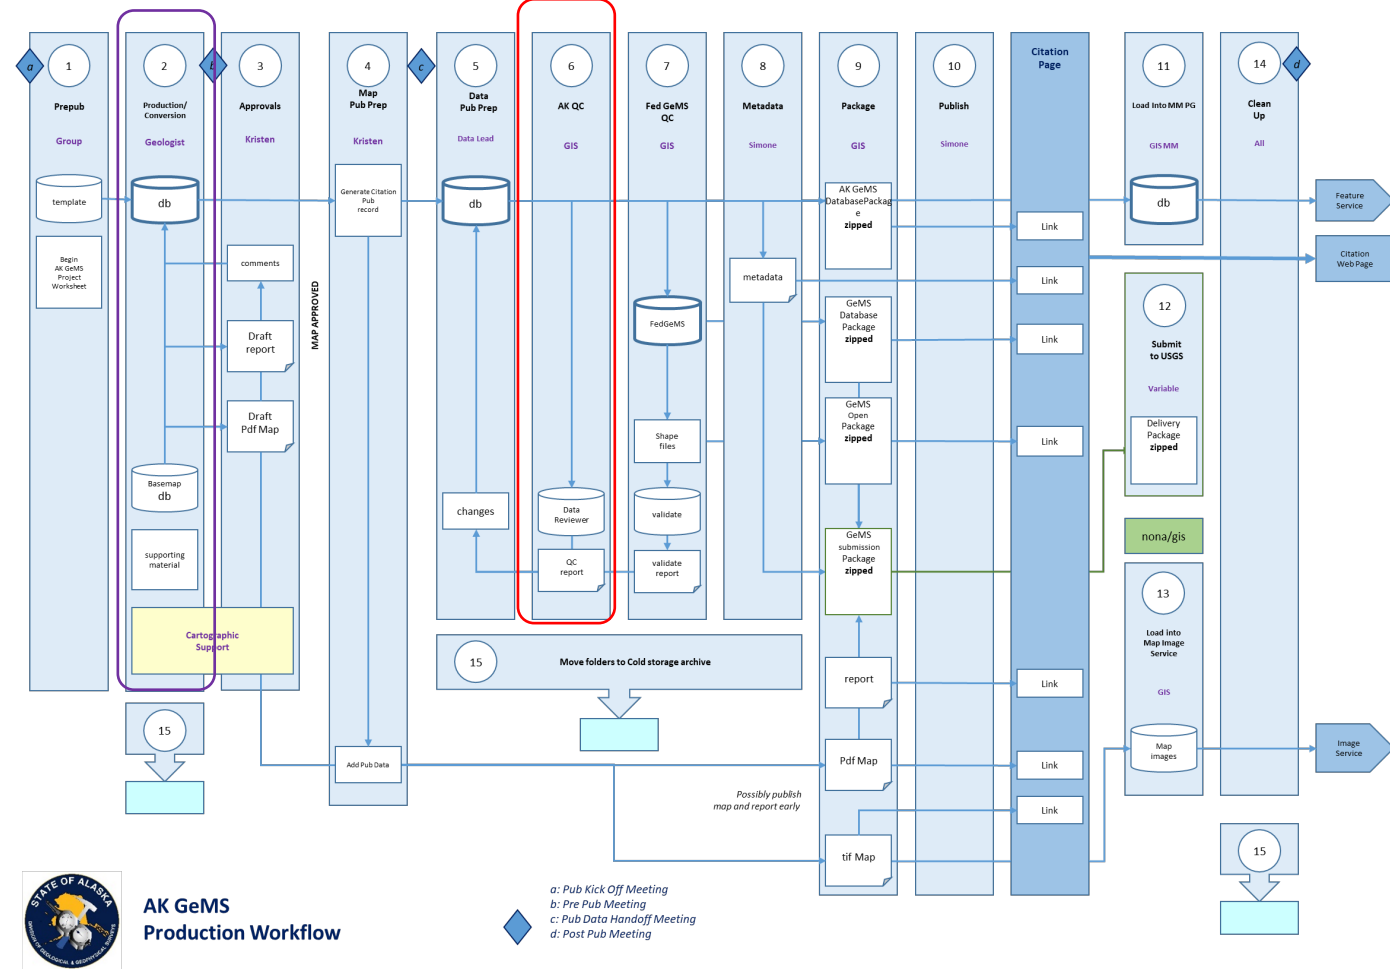 a
1
Prepub
Group
template
Begin
AK GeMS
Project
Worksheet
2
Production/
Conversion
Geologist
db
Basemap
db
supporting
material
Cartographic
Support
15
b
3
Approvals
Kristen
comments
Draft
report
Draft
Pdf Map
MAP APPROVED
4
Map
Pub Prep
Kristen
Generate Citation
Pub
record
Add Pub Data
c
5
Data
Pub Prep
Data Lead
db
changes
6
AK QC
GIS
Data
Reviewer
QC
report
7
Fed GeMS
QC
GIS
FedGeMS
Shape
files
validate
validate
report
8
Metadata
Simone
metadata
15
Move folders to Cold storage archive
Possibly publish
map and report early
9
Package
GIS
AK GeMS
DatabasePackag
e
zipped
GeMS
Database
Package
zipped
GeMS
Open
Package
zipped
GeMS
submission
Package
zipped
report
Pdf Map
tif Map
10
Publish
Simone
Citation
Page
Link
Link
Link
Link
Link
Link
Link
11
Load Into MM PG
GIS MM
db
12
Submit
to USGS
Variable
Delivery
Package
zipped
nona/gis
13
Load into
Map Image
Service
GIS
Map
images
14
d
Clean
Up
All
15
Feature
Service
Citation
Web Page
Image
Service
STATE OF ALASKA
DIVISION OF GEOLOGICAL & GEOPHYSICAL SURVEYS
AK GeMS
Production Workflow
a: Pub Kick Off Meeting
b: Pre Pub Meeting
c: Pub Data Handoff Meeting
d: Post Pub Meeting